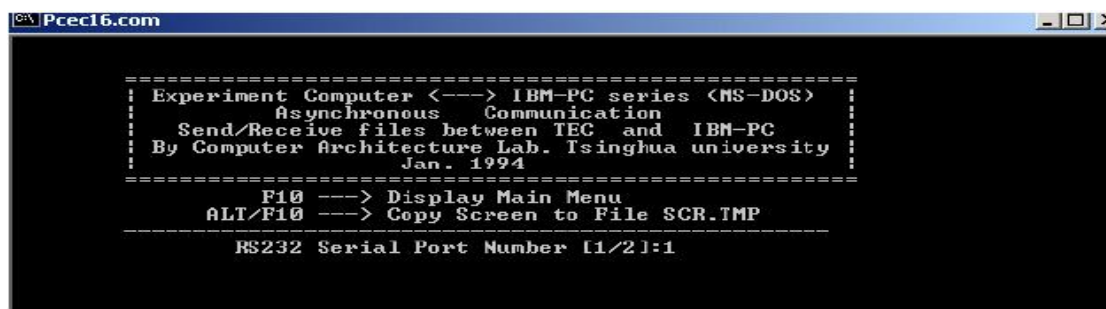 Pcec16.com
Experiment Computer <---> IBM-PC series (MS-DOS)
Asynchronous Communication
Send/Receive files between TEC and IBM-PC
By Computer Architecture Lab. Tsinghua university
Jan. 1994
F10 ---> Display Main Menu
ALT/F10 ---> Copy Screen to File SCR.TMP
RS232 Serial Port Number [1/2]:1